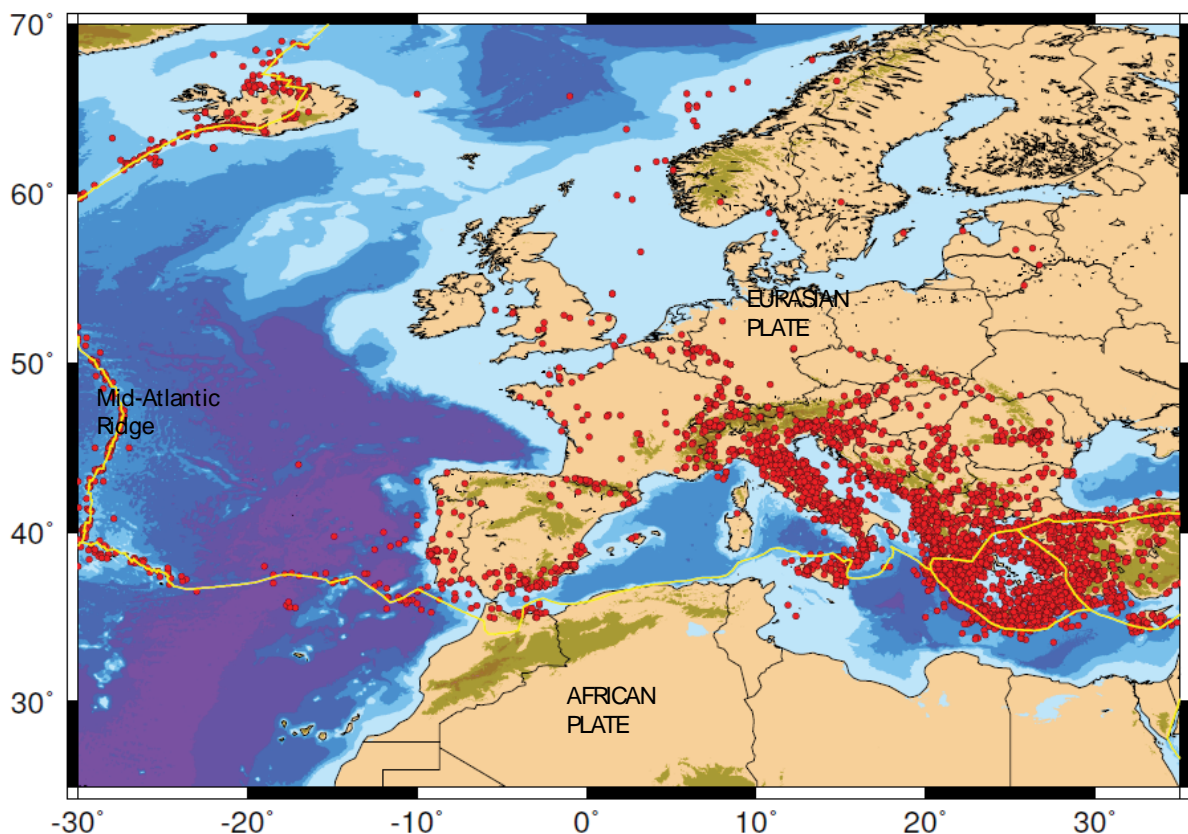 70°
60°
50°
40°
30°
-30°
-20°
-10°
0°
10°
20°
30°
EURASIAN
PLATE
Mid-Atlantic
Ridge
AFRICAN
PLATE